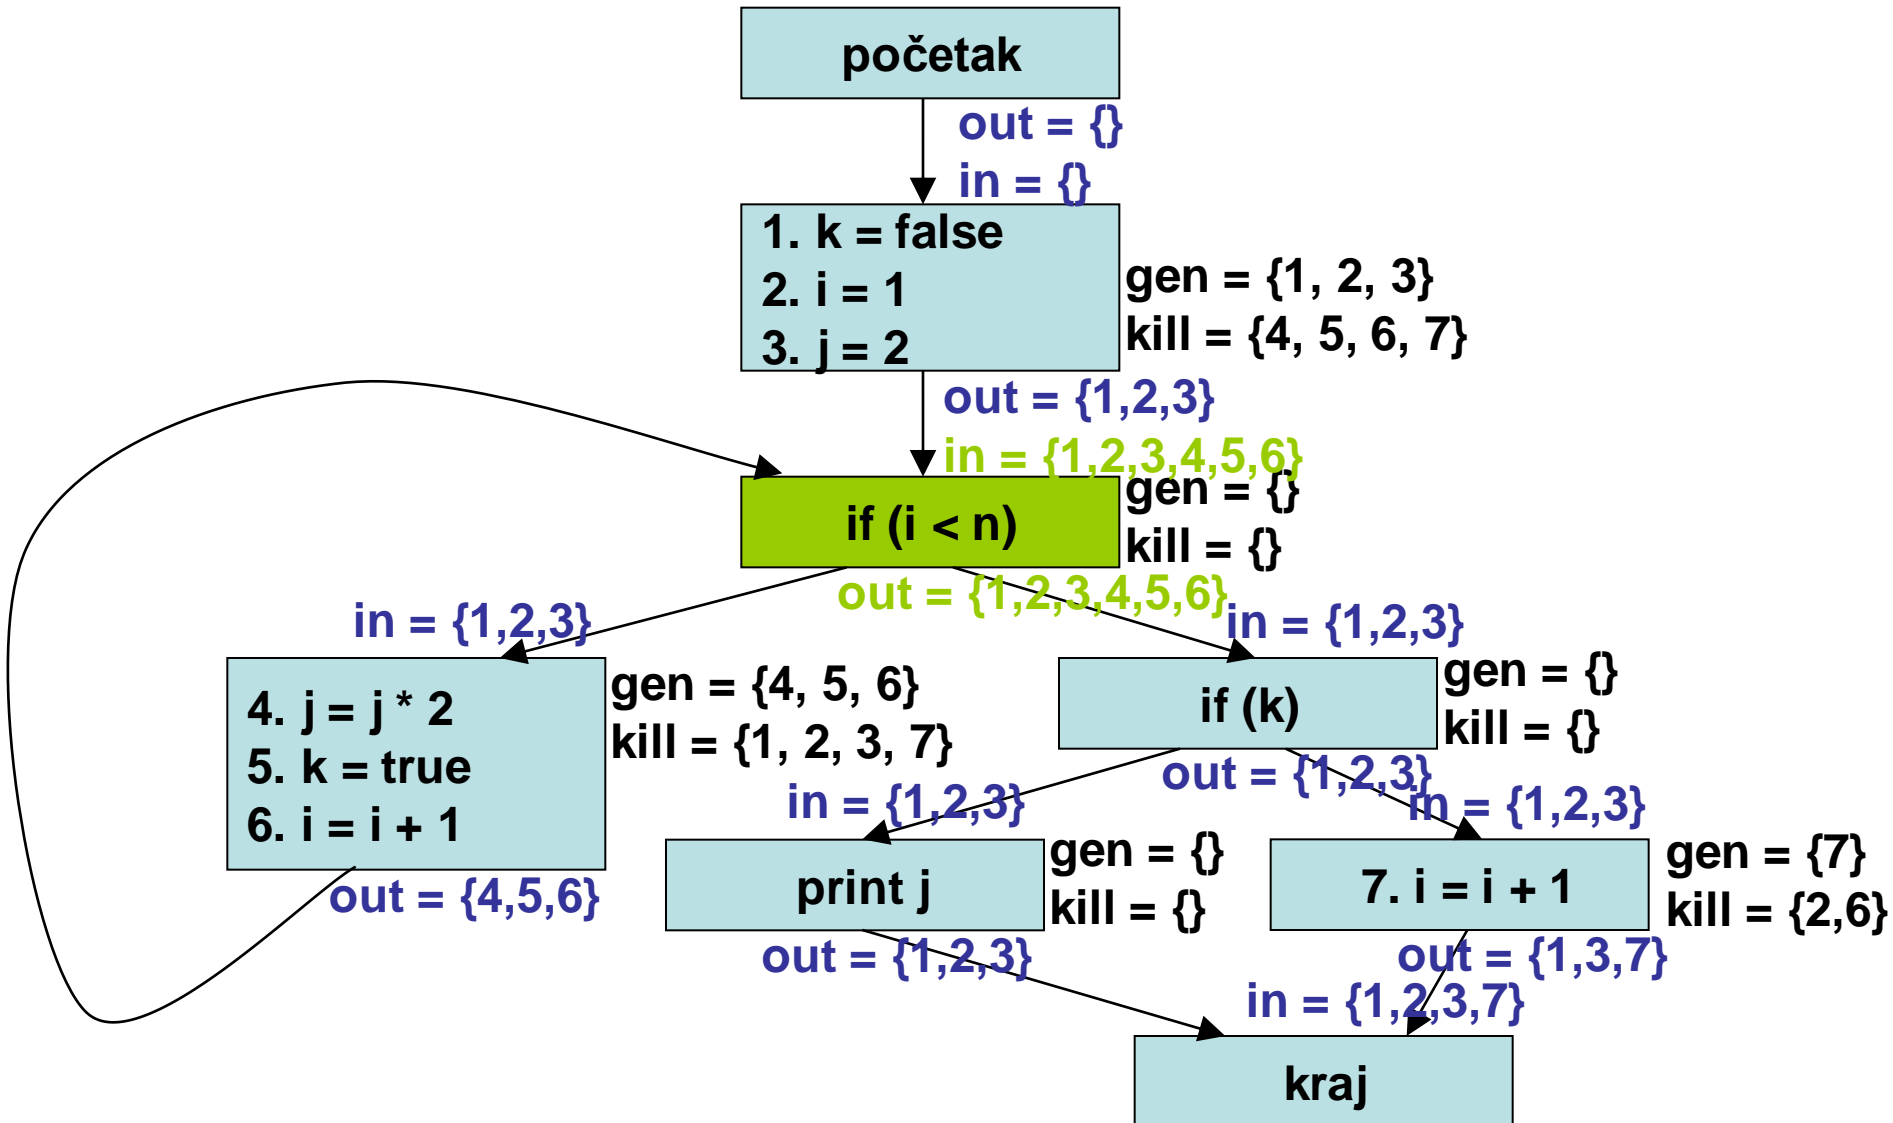 početak
out = {}
in = {}
1. k = false
2. i = 1
3. j = 2
gen = {1, 2, 3}
kill = {4, 5, 6, 7}
out = {1,2,3}
in = {1,2,3,4,5,6}
if (i < n)
gen = {}
kill = {}
out = {1,2,3,4,5,6}
in = {1,2,3}
4. j = j * 2
5. k = true
6. i = i + 1
gen = {4, 5, 6}
kill = {1, 2, 3, 7}
out = {4,5,6}
in = {1,2,3}
if (k)
gen = {}
kill = {}
out = {1,2,3}
in = {1,2,3}
print j
gen = {}
kill = {}
out = {1,2,3}
in = {1,2,3}
7. i = i + 1
gen = {7}
kill = {2,6}
out = {1,3,7}
in = {1,2,3,7}
kraj